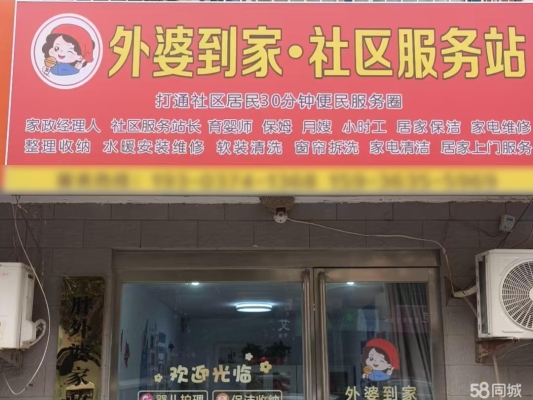 外婆到家·社区服务站
打通社区居民30分钟便民服务圈
家政经理人 社区服务站长 育婴师 保姆 月嫂 小时工 居家保洁 家电维修
整理收纳 水暖安装维修 软装清洗 窗帘拆洗 家电清洁 居家上门服务
欢迎光临
婴儿护理 保洁收纳
外婆到家
外婆家
58同城